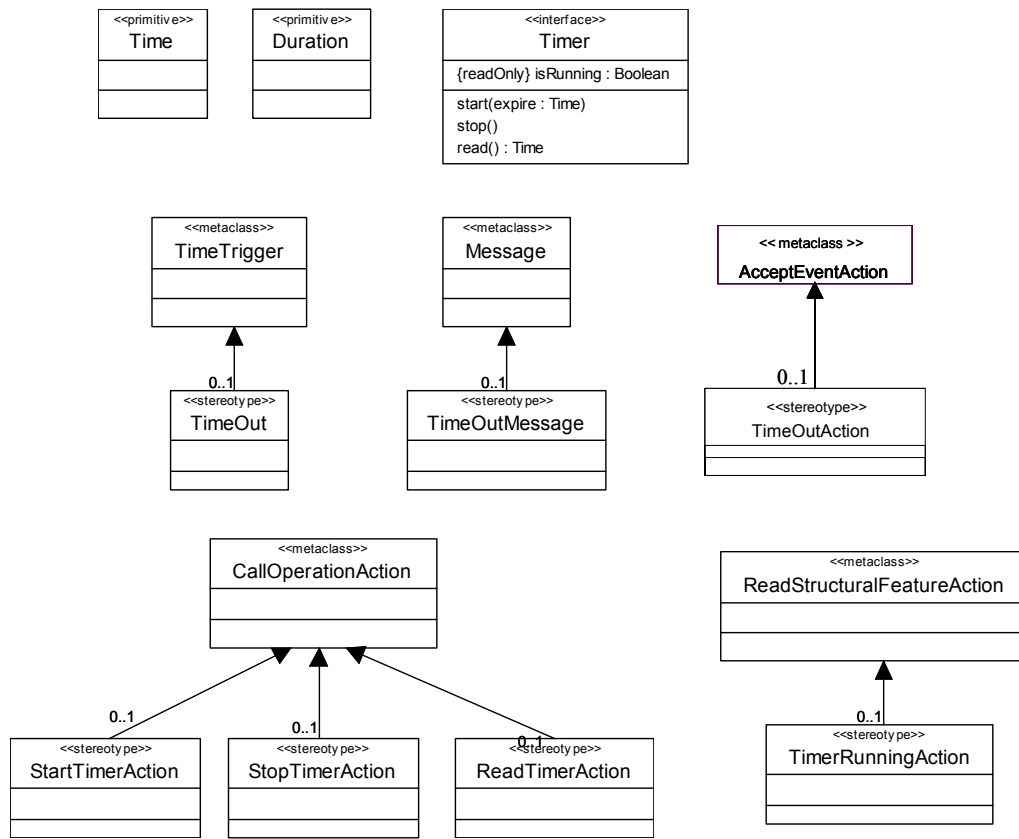 <<primitive>>
Time
<<primitive>>
Duration
<<interface>>
Timer
{readOnly} isRunning : Boolean
start(expire : Time)
stop()
read() : Time
<<metaclass>>
TimeTrigger
<<metaclass>>
Message
<< metaclass >>
AcceptEventAction
0..1
0..1
0..1
<<stereotype>>
TimeOut
<<stereotype>>
TimeOutMessage
<<stereotype>>
TimeOutAction
<<metaclass>>
CallOperationAction
<<metaclass>>
ReadStructuralFeatureAction
0..1
0..1
0..1
0..1
<<stereotype>>
StartTimerAction
<<stereotype>>
StopTimerAction
<<stereotype>>
ReadTimerAction
<<stereotype>>
TimerRunningAction